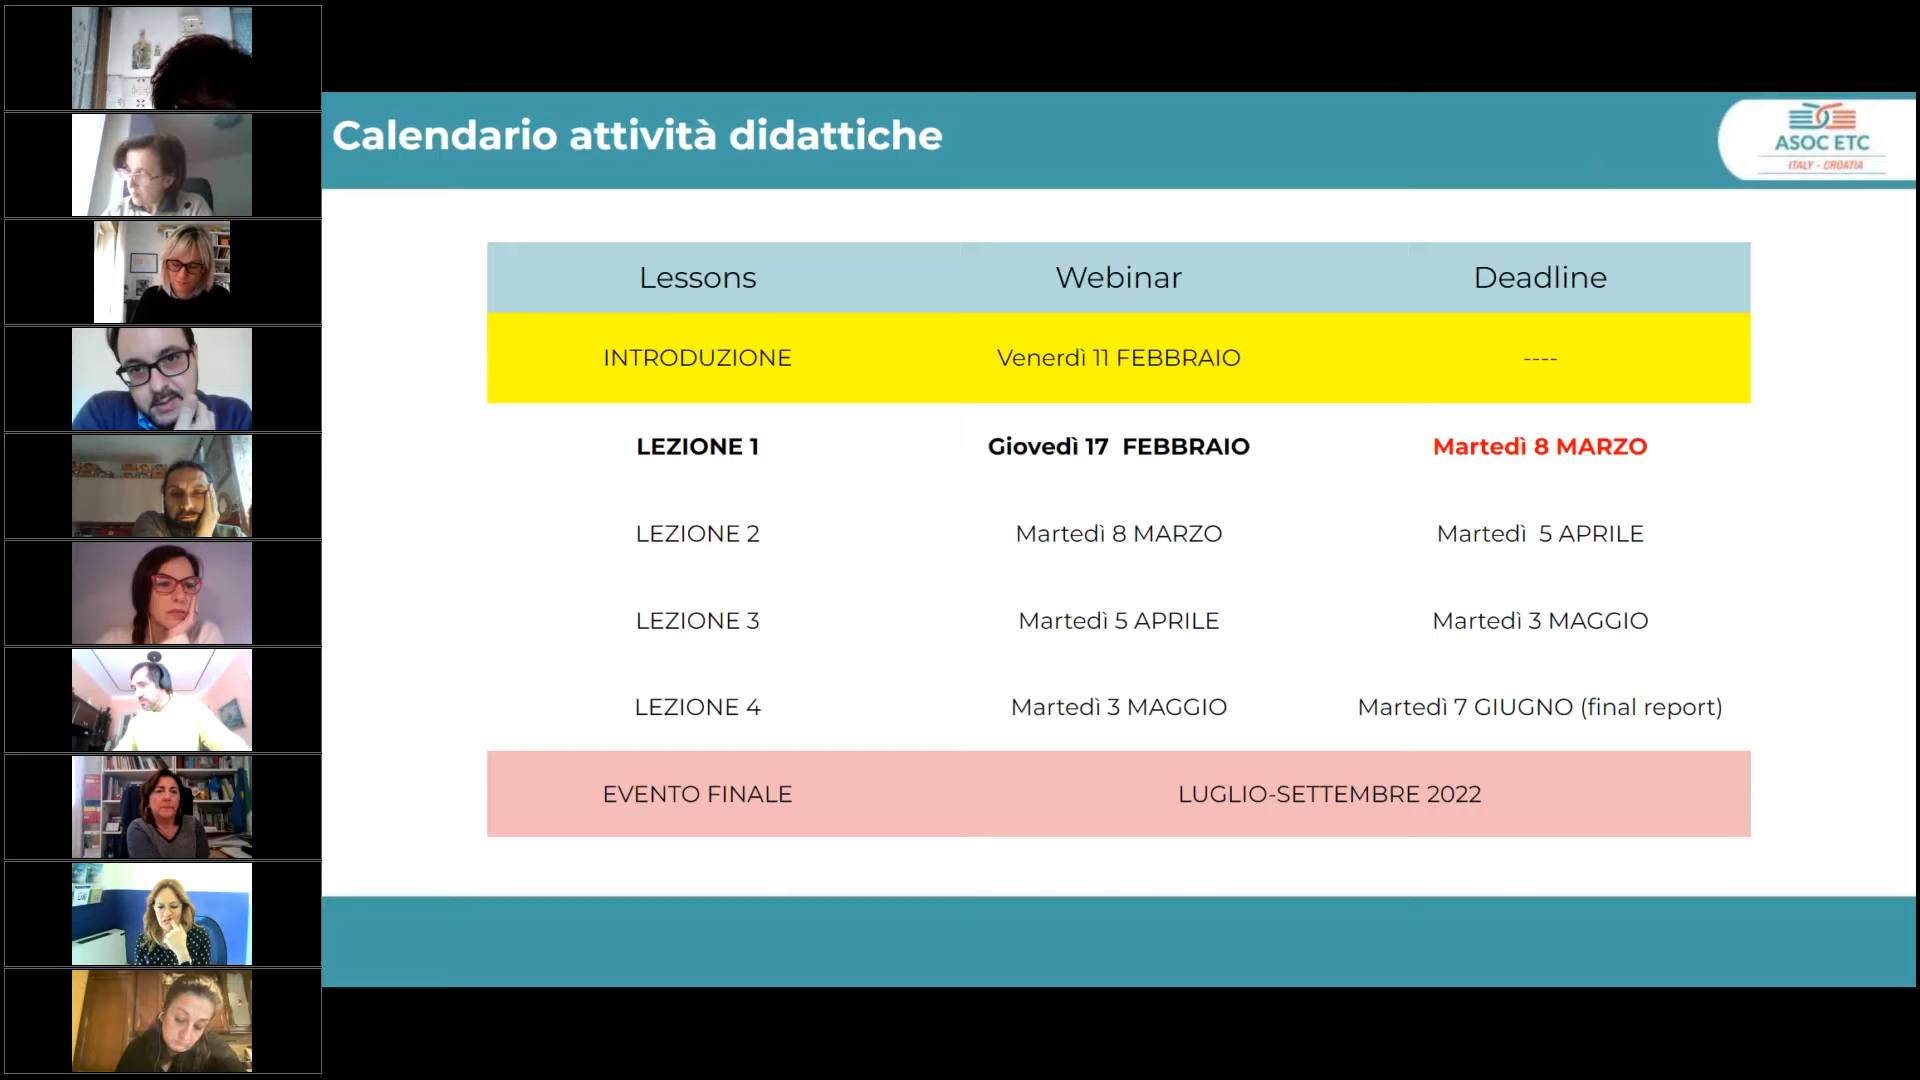 Calendario attività didattiche
ASOC ETC
ITALY - CROATIA
Lessons Webinar Deadline
INTRODUZIONE Venerdì 11 FEBBRAIO ----
LEZIONE 1 Giovedì 17 FEBBRAIO Martedì 8 MARZO
LEZIONE 2 Martedì 8 MARZO Martedì 5 APRILE
LEZIONE 3 Martedì 5 APRILE Martedì 3 MAGGIO
LEZIONE 4 Martedì 3 MAGGIO Martedì 7 GIUGNO (final report)
EVENTO FINALE LUGLIO-SETTEMBRE 2022